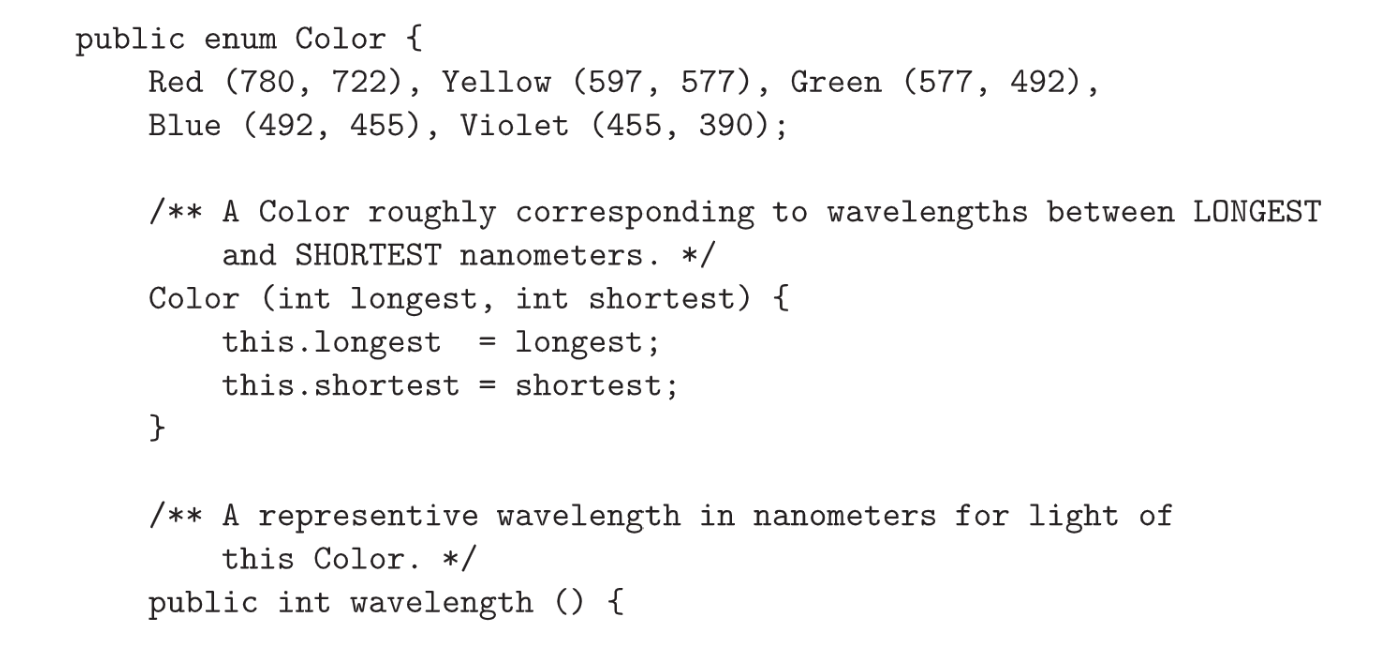 public enum Color {
    Red (780, 722), Yellow (597, 577), Green (577, 492),
    Blue (492, 455), Violet (455, 390);

    /** A Color roughly corresponding to wavelengths between LONGEST
        and SHORTEST nanometers. */
    Color (int longest, int shortest) {
        this.longest  = longest;
        this.shortest = shortest;
    }

    /** A representive wavelength in nanometers for light of
        this Color. */
    public int wavelength () {